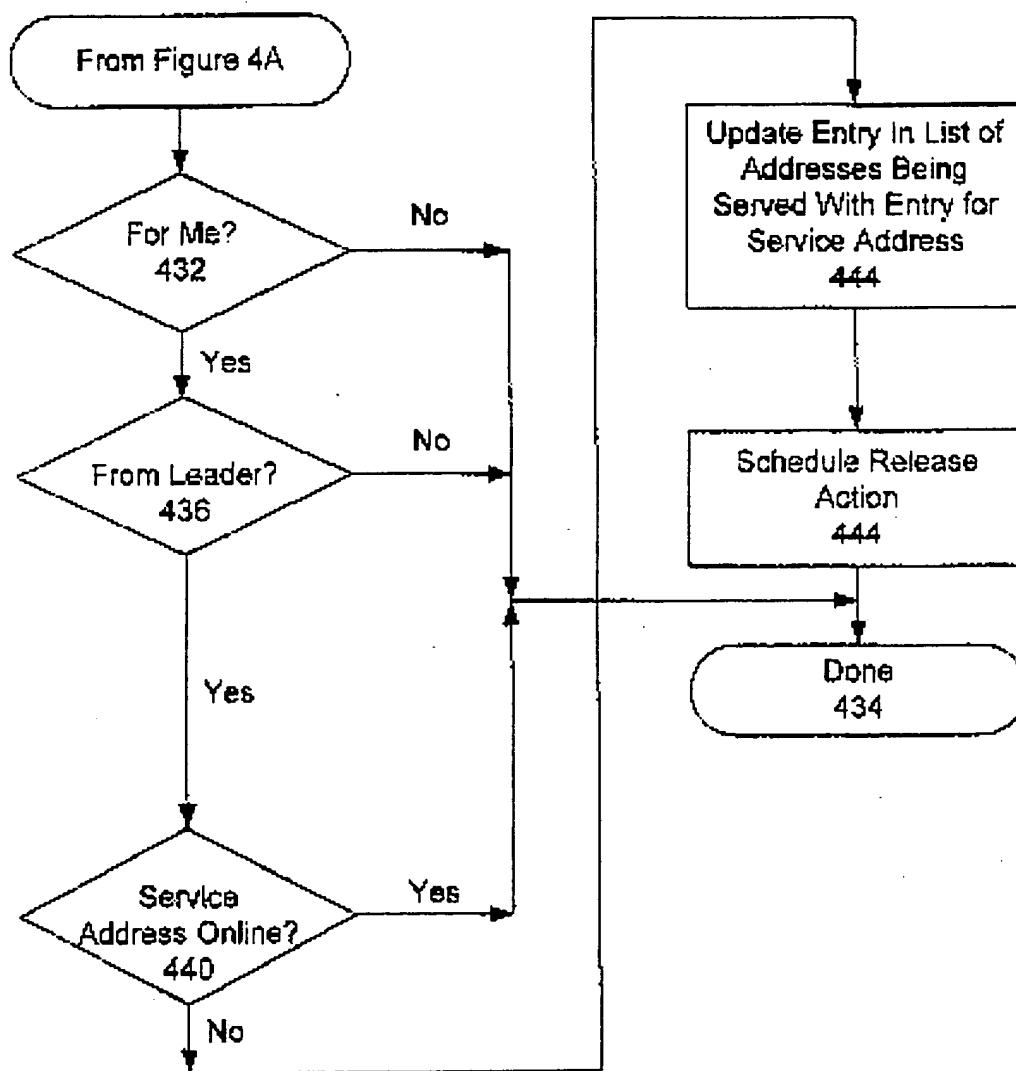 From Figure 4A
For Me?
432
No
Yes
From Leader?
436
No
Yes
Service
Address Online?
440
Yes
No
Update Entry In List of
Addresses Being
Served With Entry for
Service Address
444
Schedule Release
Action
444
Done
434